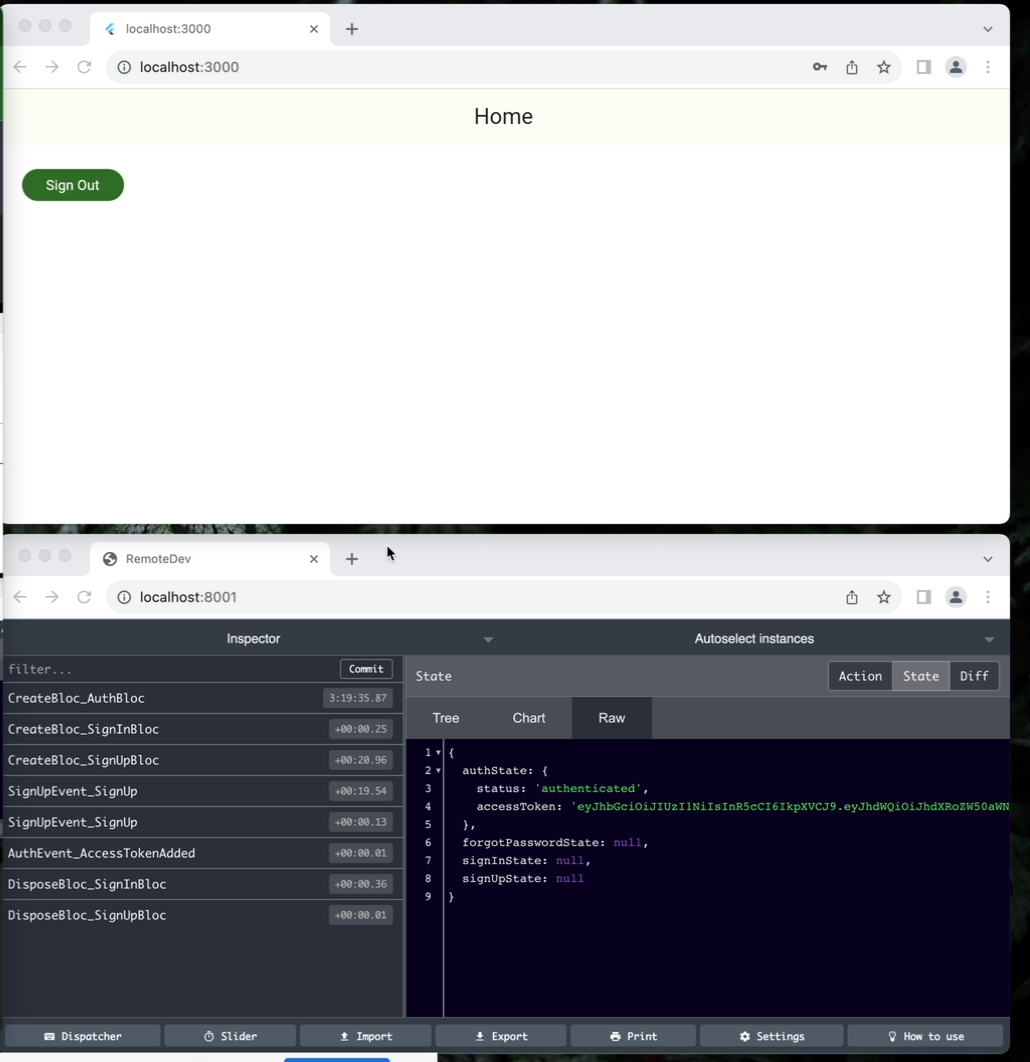 localhost:3000
localhost:3000
Home
Sign Out
RemoteDev
localhost:8001
Inspector
Autoselect instances
filter...
Commit
State
Action
State
Diff
CreateBloc_AuthBloc
3:19:35.87
CreateBloc_SignInBloc
+00:00.25
CreateBloc_SignUpBloc
+00:20.96
SignUpEvent_SignUp
+00:19.54
SignUpEvent_SignUp
+00:00.13
AuthEvent_AccessTokenAdded
+00:00.01
DisposeBloc_SignInBloc
+00:00.36
DisposeBloc_SignUpBloc
+00:00.01
Tree
Chart
Raw
1 {
2 authState: {
3 status: 'authenticated',
4 accessToken: 'eyJhbGciOiJIUzI1NiIsInR5cCI6IkpXVCJ9.eyJhdWQiOiJhdXRoZW50aWN
5 },
6 forgotPasswordState: null,
7 signInState: null,
8 signUpState: null
9 }
Dispatcher
Slider
Import
Export
Print
Settings
How to use